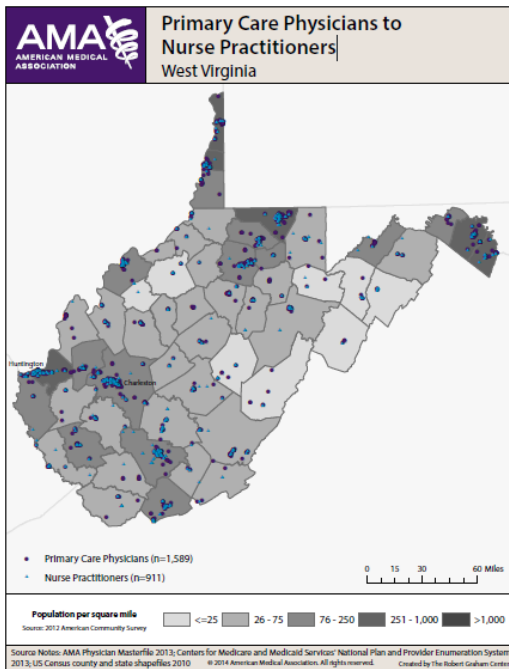 AMA
AMERICAN MEDICAL
ASSOCIATION
Primary Care Physicians to
Nurse Practitioners
West Virginia
Huntington
Charleston
Primary Care Physicians (n=1,589)
Nurse Practitioners (n=911)
0 15 30 60 Miles
Population per square mile
Source: 2012 American Community Survey
<=25 26 - 75 76 - 250 251 - 1,000 >1,000
Source Notes: AMA Physician Masterfile 2013; Centers for Medicare and Medicaid Services' National Plan and Provider Enumeration System
2013; US Census county and state shapefiles 2010 © 2014 American Medical Association. All rights reserved. Created by The Robert Graham Center